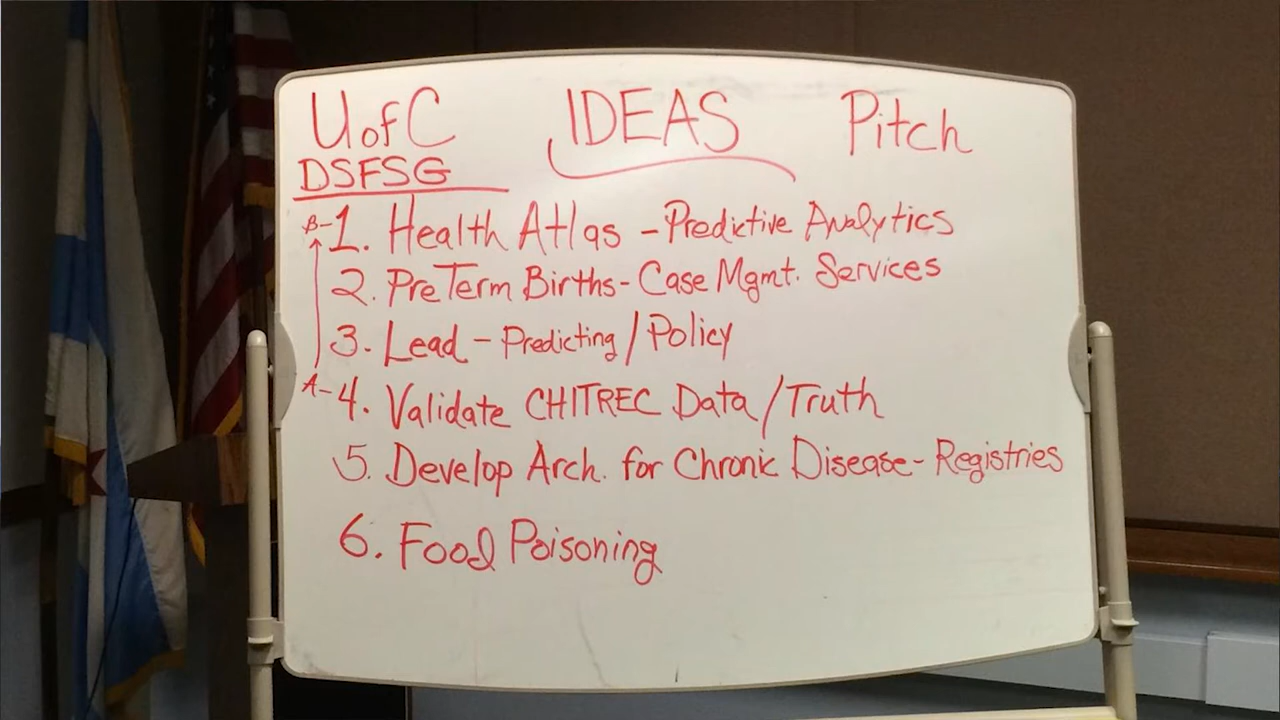 UofC IDEAS Pitch
DSFSG
B-1. Health Atlas - Predictive Analytics
2. PreTerm Births - Case Mgmt. Services
3. Lead - Predicting / Policy
A-4. Validate CHITREC Data / Truth
5. Develop Arch. for Chronic Disease - Registries
6. Food Poisoning